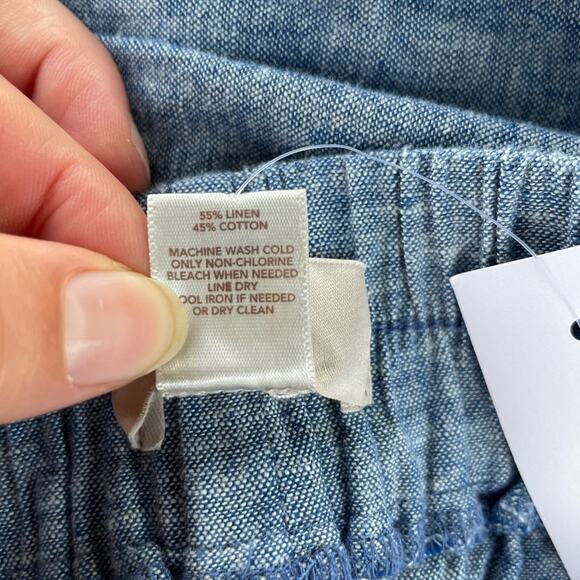 55% LINEN
45% COTTON
MACHINE WASH COLD
ONLY NON-CHLORINE
BLEACH WHEN NEEDED
LINE DRY
OOL IRON IF NEEDED
OR DRY CLEAN